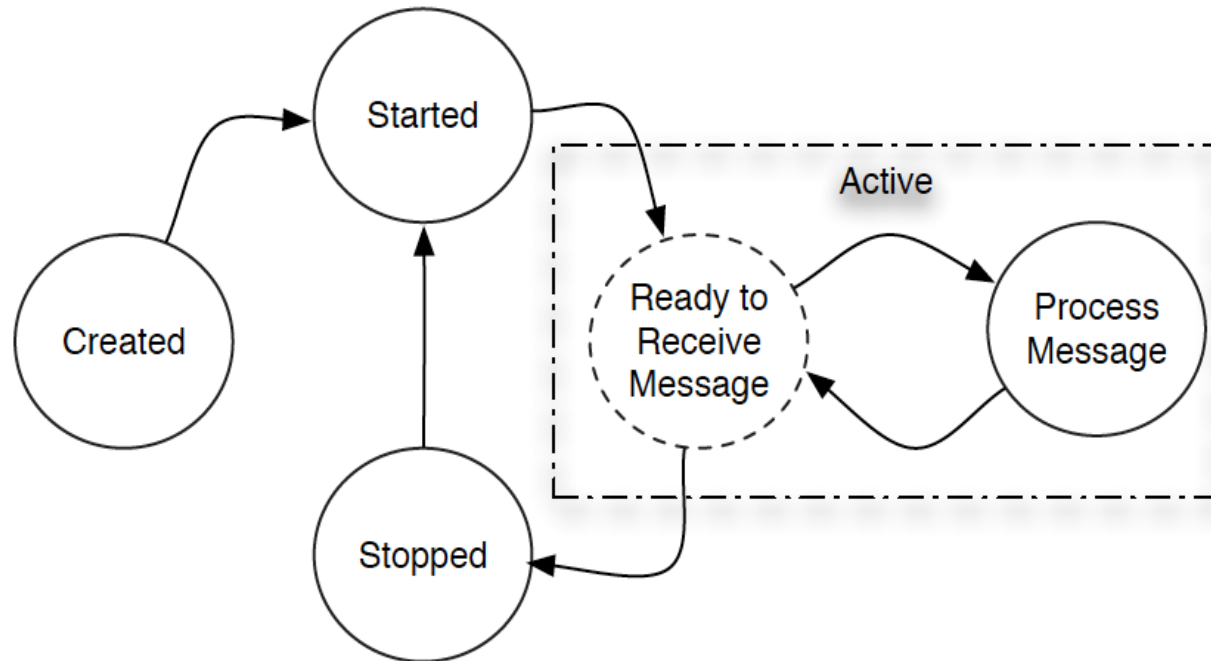 Started
Active
Created
Ready to
Receive
Message
Process
Message
Stopped